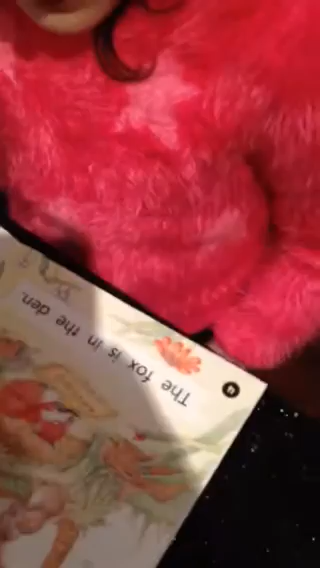 The fox is in the den.